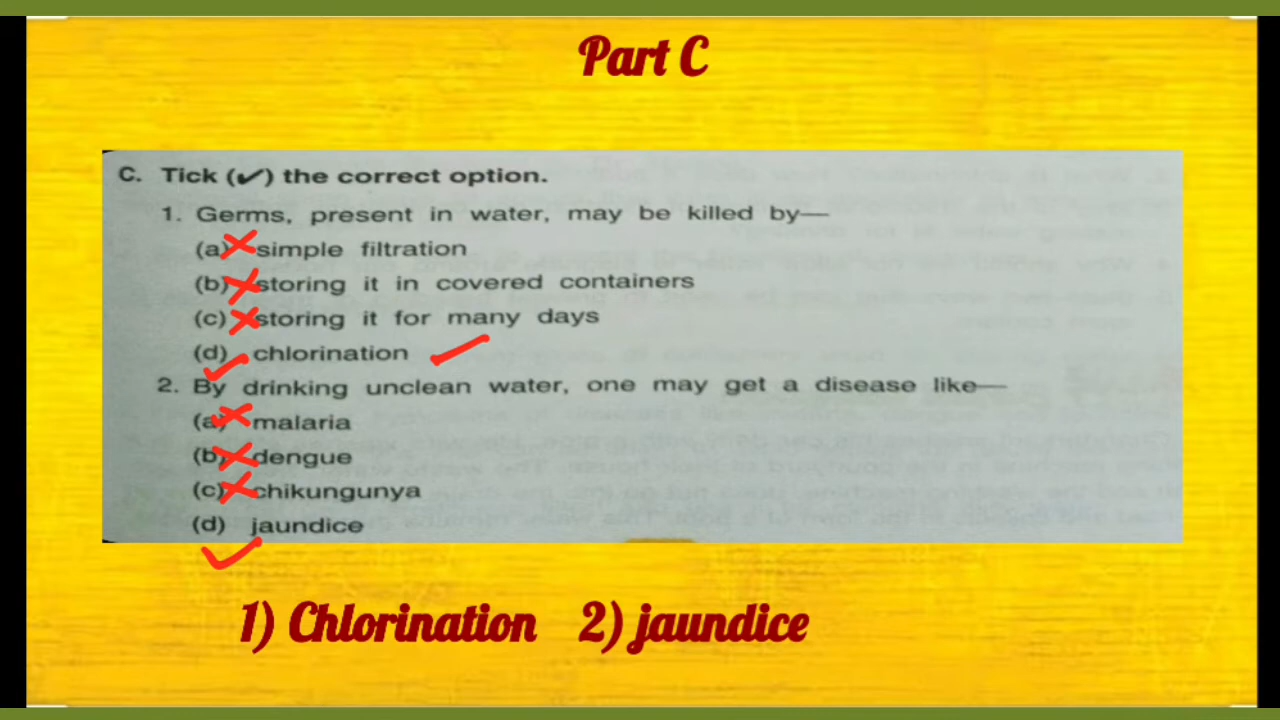 Part C
C. Tick (✓) the correct option.
1. Germs, present in water, may be killed by—
(a) simple filtration
(b) storing it in covered containers
(c) storing it for many days
(d) chlorination
2. By drinking unclean water, one may get a disease like—
(a) malaria
(b) dengue
(c) chikungunya
(d) jaundice
1) Chlorination 2) jaundice